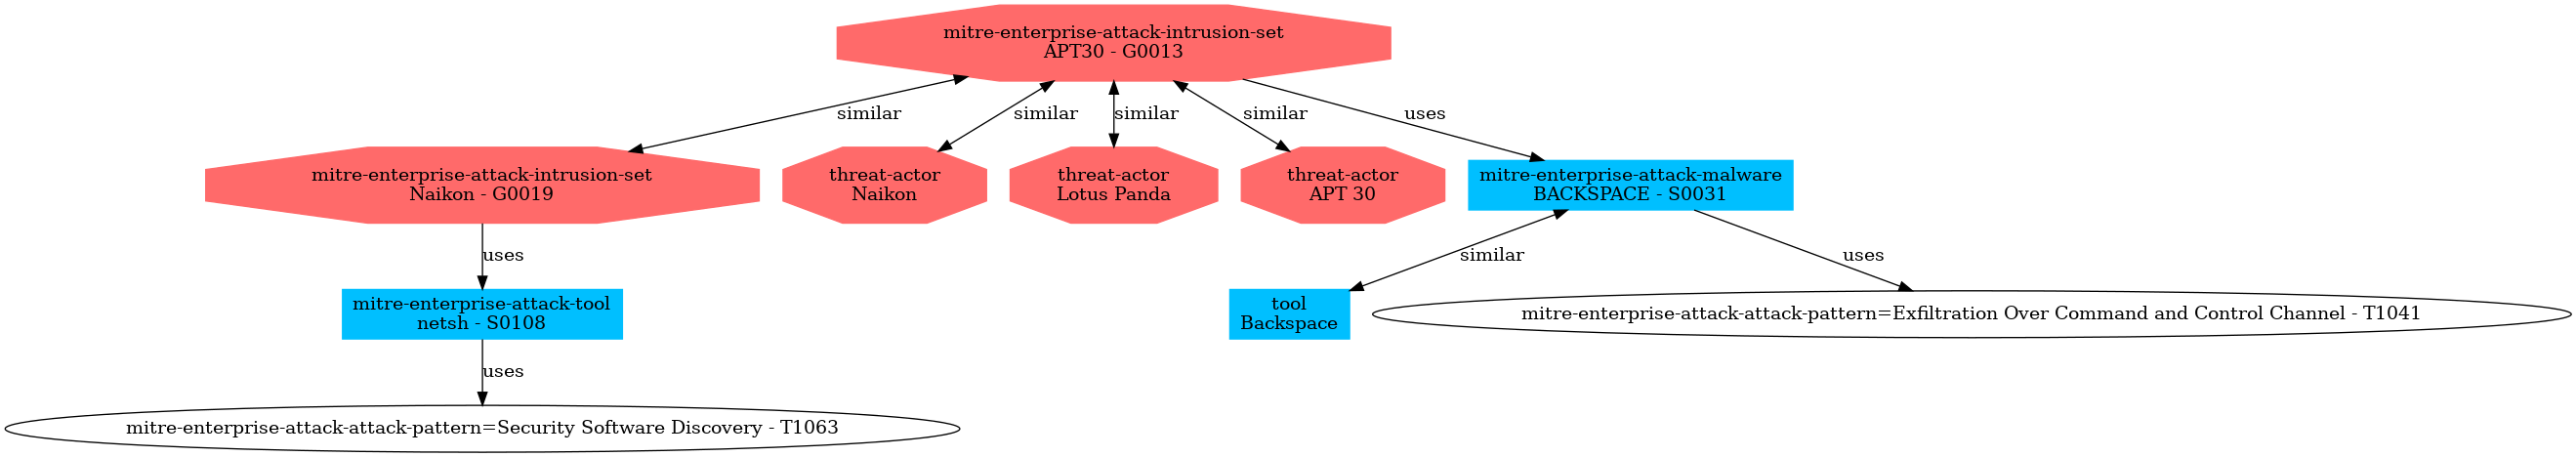 mitre-enterprise-attack-intrusion-set
APT30 - G0013
similar
similar
similar
similar
uses
mitre-enterprise-attack-intrusion-set
Naikon - G0019
threat-actor
Naikon
threat-actor
Lotus Panda
threat-actor
APT 30
mitre-enterprise-attack-malware
BACKSPACE - S0031
uses
similar
uses
mitre-enterprise-attack-tool
netsh - S0108
tool
Backspace
mitre-enterprise-attack-attack-pattern=Exfiltration Over Command and Control Channel - T1041
uses
mitre-enterprise-attack-attack-pattern=Security Software Discovery - T1063